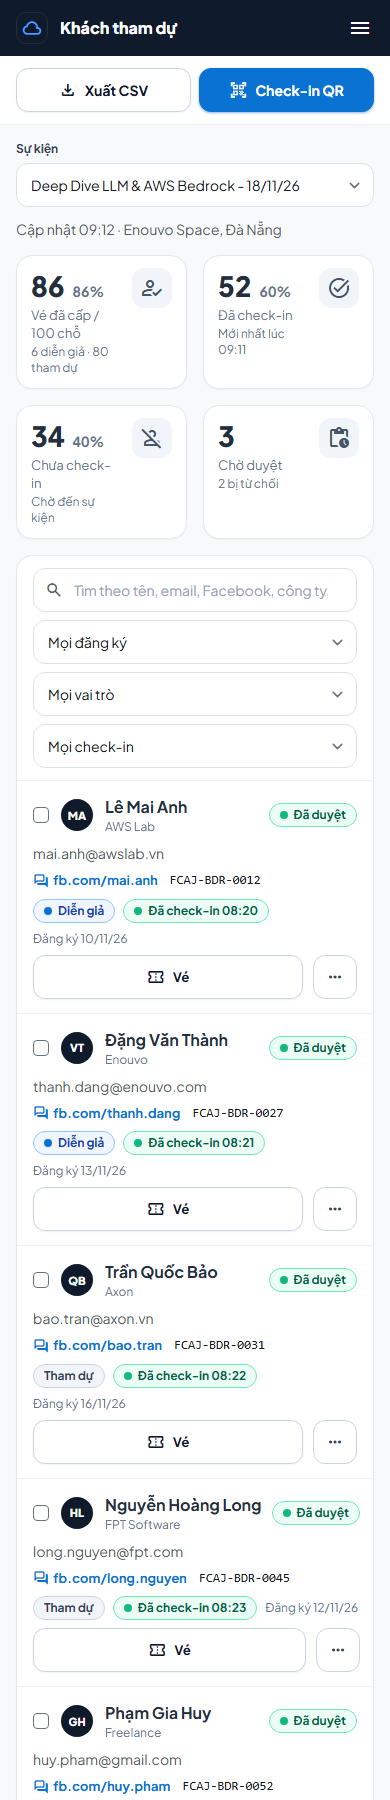 Khách tham dự
Xuất CSV
Check-in QR
Sự kiện
Deep Dive LLM & AWS Bedrock - 18/11/26
Cập nhật 09:12 · Enouvo Space, Đà Nẵng
86 86%
Vé đã cấp /
100 chỗ
6 diễn giả · 80
tham dự
52 60%
Đã check-in
Mới nhất lúc
09:11
34 40%
Chưa check-
in
Chờ đến sự
kiện
3
Chờ duyệt
2 bị từ chối
Tìm theo tên, email, Facebook, công ty.
Mọi đăng ký
Mọi vai trò
Mọi check-in
MA
Lê Mai Anh
AWS Lab
Đã duyệt
mai.anh@awslab.vn
fb.com/mai.anh FCAJ-BDR-0012
Diễn giả Đã check-in 08:20
Đăng ký 10/11/26
Vé
VT
Đặng Văn Thành
Enouvo
Đã duyệt
thanh.dang@enouvo.com
fb.com/thanh.dang FCAJ-BDR-0027
Diễn giả Đã check-in 08:21
Đăng ký 13/11/26
Vé
QB
Trần Quốc Bảo
Axon
Đã duyệt
bao.tran@axon.vn
fb.com/bao.tran FCAJ-BDR-0031
Tham dự Đã check-in 08:22
Đăng ký 16/11/26
Vé
HL
Nguyễn Hoàng Long
FPT Software
Đã duyệt
long.nguyen@fpt.com
fb.com/long.nguyen FCAJ-BDR-0045
Tham dự Đã check-in 08:23 Đăng ký 12/11/26
Vé
GH
Phạm Gia Huy
Freelance
Đã duyệt
huy.pham@gmail.com
fb.com/huy.pham FCAJ-BDR-0052